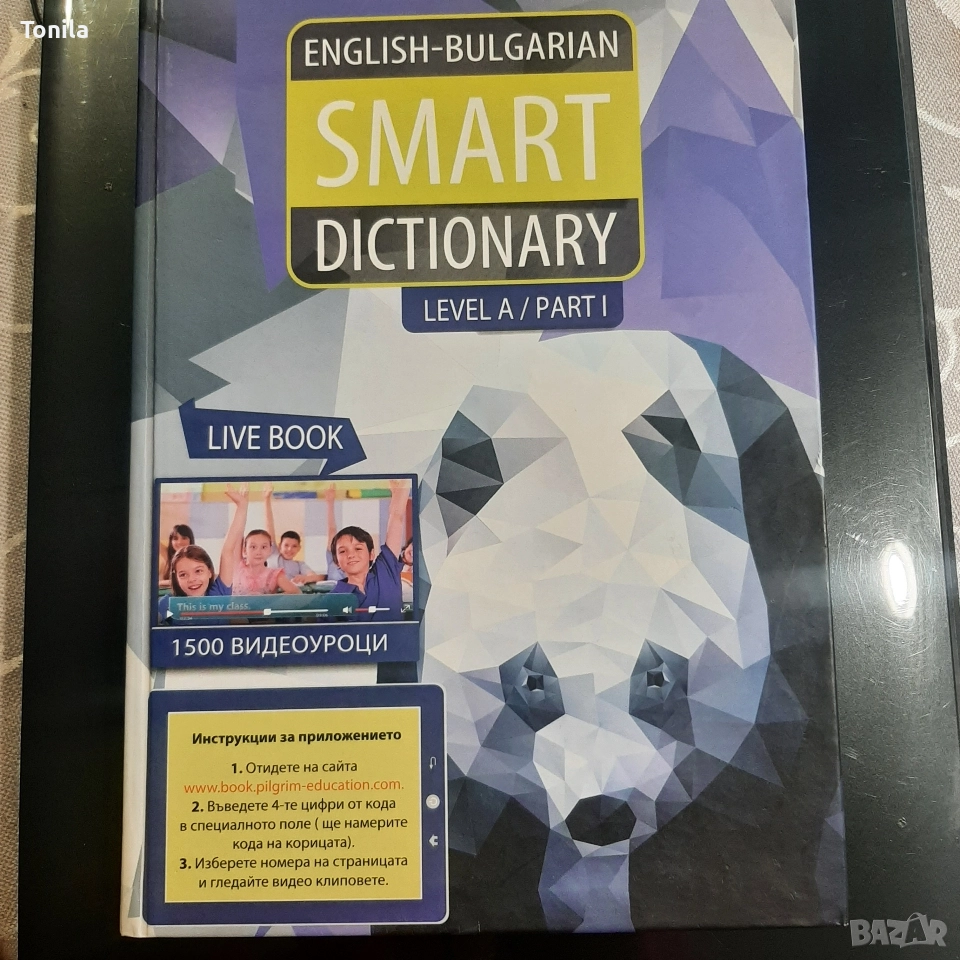 Tonila
ENGLISH-BULGARIAN
SMART
DICTIONARY
LEVEL A / PART I
LIVE BOOK
This is my class.
1500 ВИДЕОУРОЦИ
Инструкции за приложението
1. Отидете на сайта
www.book.pilgrim-education.com.
2. Въведете 4-те цифри от кода
в специалното поле ( ще намерите
кода на корицата).
3. Изберете номера на страницата
и гледайте видео клиповете.
BAZAR